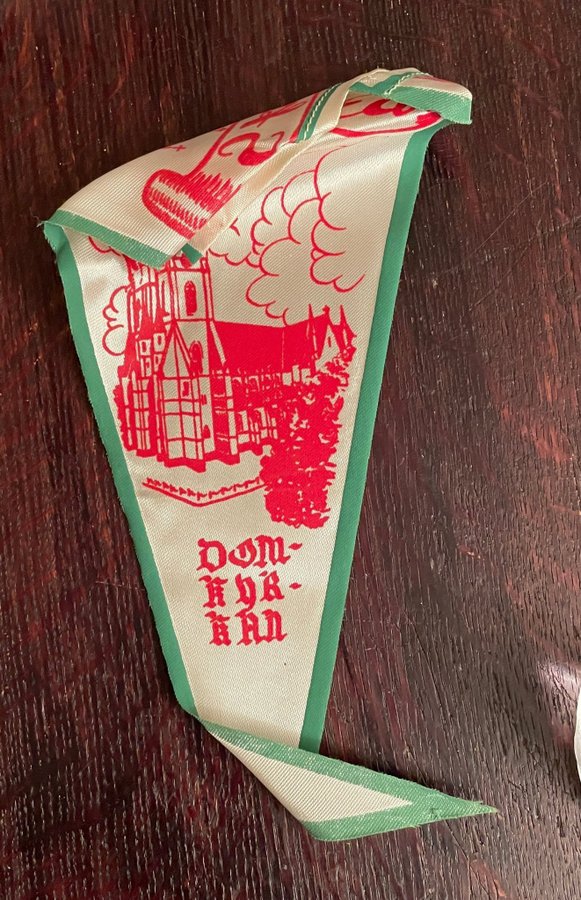 DOM-
KYR-
KAN